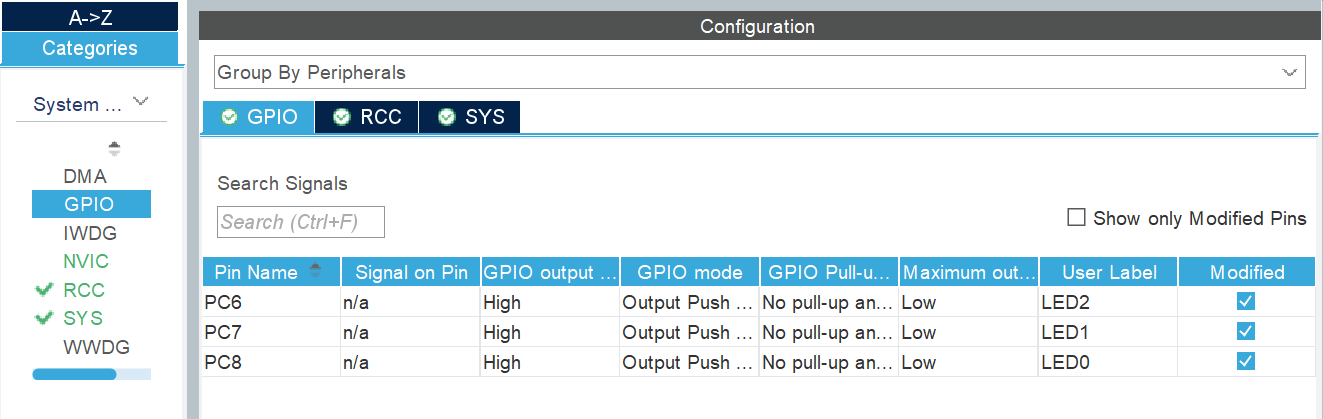 A->Z
Categories
System ...
DMA
GPIO
IWDG
NVIC
RCC
SYS
WWDG
Configuration
Group By Peripherals
GPIO RCC SYS
Search Signals
Search (Ctrl+F)
Show only Modified Pins
Pin Name Signal on Pin GPIO output ... GPIO mode GPIO Pull-u... Maximum out... User Label Modified
PC6 n/a High Output Push ... No pull-up an... Low LED2
PC7 n/a High Output Push ... No pull-up an... Low LED1
PC8 n/a High Output Push ... No pull-up an... Low LED0